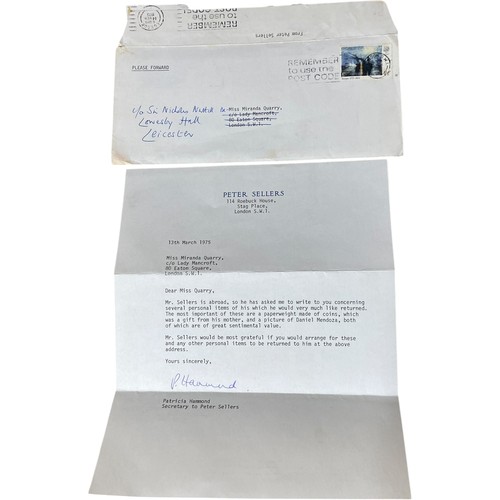 REMEMBER
to use the
POST CODE
From Peter Sellers
REMEMBER
to use the
POST CODE
PLEASE FORWARD
c/o Sir Nicholas Nuttall
Lowesby Hall
Leicester
Miss Miranda Quarry,
c/o Lady Mancroft,
80 Eaton Square,
London S.W.1.
PETER SELLERS
114 Roebuck House,
Stag Place,
London S.W.1.
13th March 1975
Miss Miranda Quarry,
c/o Lady Mancroft,
80 Eaton Square,
London S.W.1.
Dear Miss Quarry,
Mr. Sellers is abroad, so he has asked me to write to you concerning
several personal items of his which he would very much like returned.
The most important of these are a paperweight made of coins, which
was a gift from his mother, and a picture of Daniel Mendoza, both
of which are of great sentimental value.
Mr. Sellers would be most grateful if you would arrange for these
and any other personal items to be returned to him at the above
address.
Yours sincerely,
P. Hammond
Patricia Hammond
Secretary to Peter Sellers